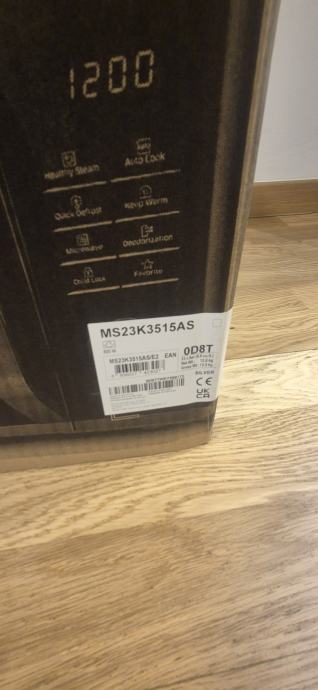 1200
Healthy Steam
Auto Cook
Quick Defrost
Keep Warm
Microwave
Deodorization
Child Lock
Favorite
MS23K3515AS
800 W
MS23K3515AS/E2 EAN
0D8T
SILVER
CE
UK
CA